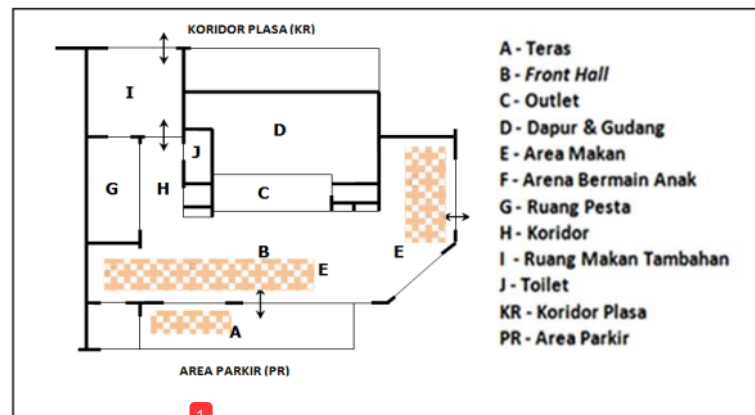 KORIDOR PLASA (KR)
I
D
J
G
H
C
B
E
E
A
AREA PARKIR (PR)
1
A - Teras
B - Front Hall
C - Outlet
D - Dapur & Gudang
E - Area Makan
F - Arena Bermain Anak
G - Ruang Pesta
H - Koridor
I - Ruang Makan Tambahan
J - Toilet
KR - Koridor Plasa
PR - Area Parkir